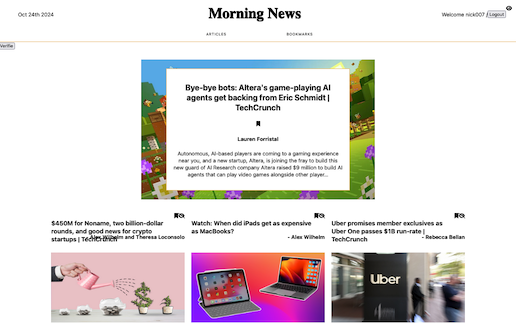 Oct 24th 2024
Morning News
Welcome nick007 / Logout
ARTICLES
BOOKMARKS
Verifie
Bye-bye bots: Altera's game-playing AI
agents get backing from Eric Schmidt |
TechCrunch
Lauren Forristal
Autonomous, AI-based players are coming to a gaming experience
near you, and a new startup, Altera, is joining the fray to build this
new guard of AI Research company Altera raised $9 million to build AI
agents that can play video games alongside other player...
$450M for Noname, two billion-dollar
rounds, and good news for crypto
startups | TechCrunch
- Alex Wilhelm and Theresa Loconsolo
Watch: When did iPads get as expensive
as MacBooks?
- Alex Wilhelm
Uber promises member exclusives as
Uber One passes $1B run-rate |
TechCrunch
- Rebecca Bellan
Uber